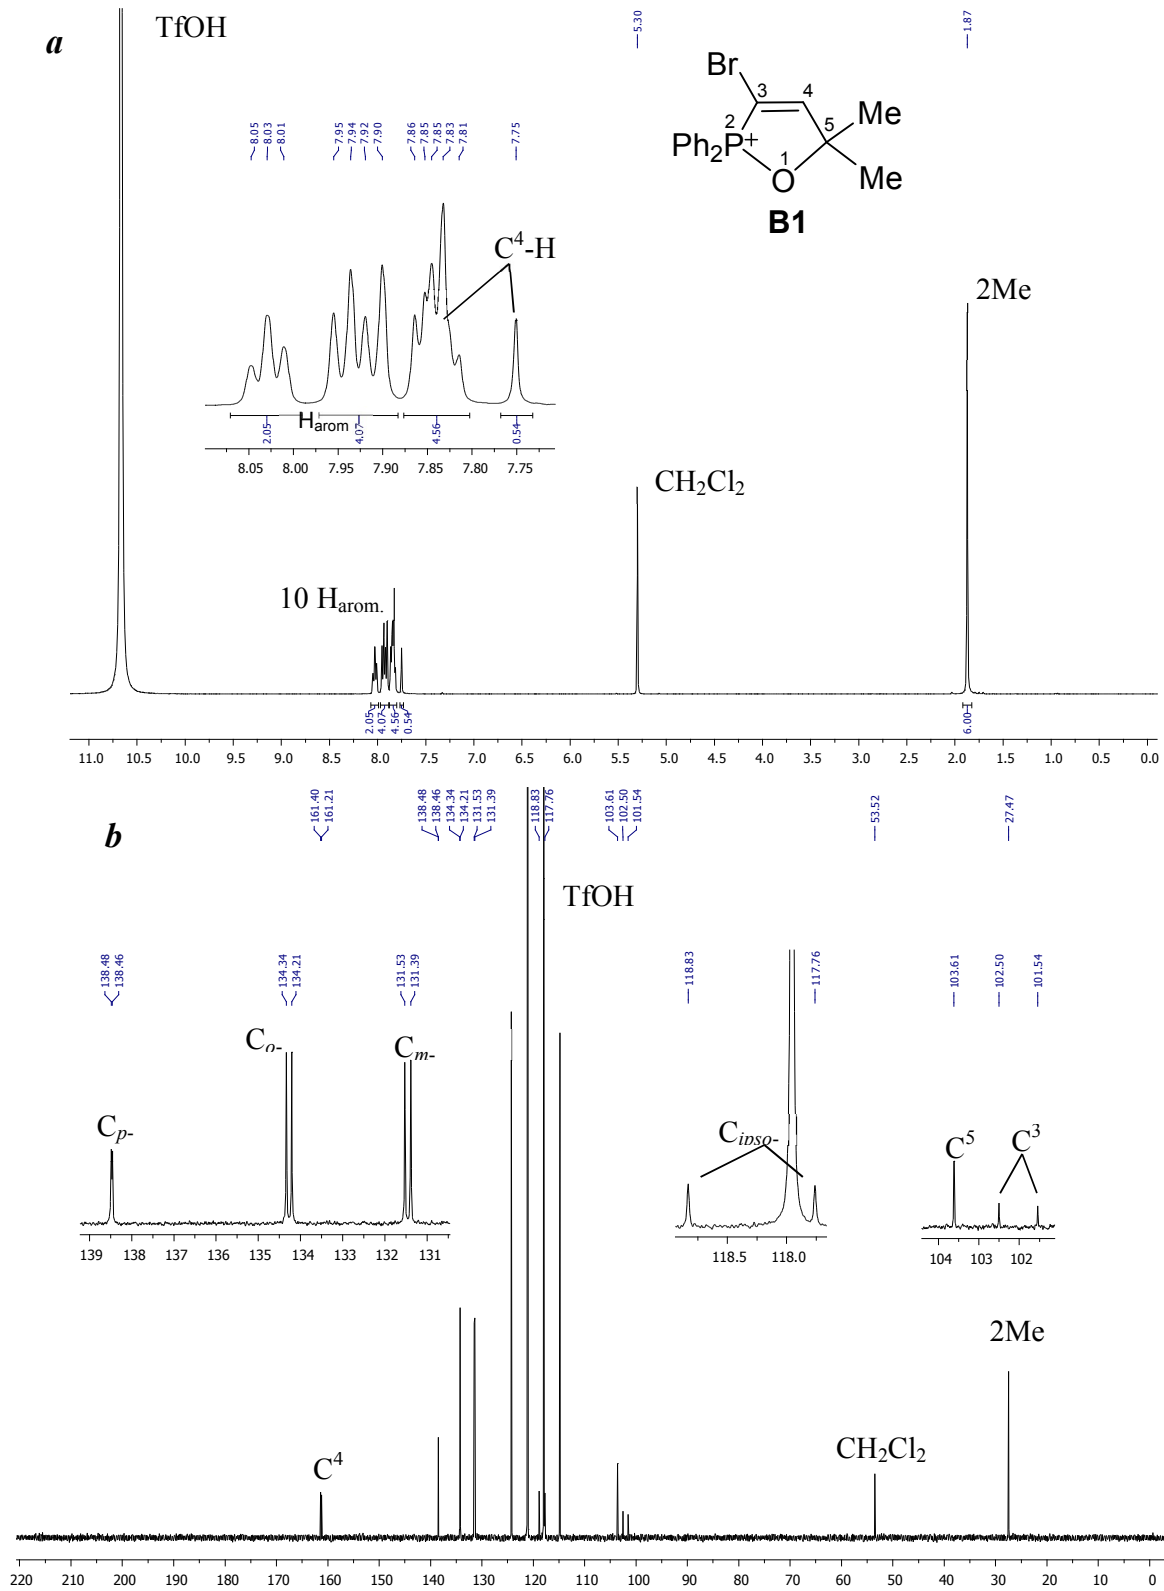 a
TfOH
5.30
1.87
Br
3
4
2
5
Me
Ph2P+
1
O
Me
B1
8.05
8.03
8.01
7.95
7.94
7.92
7.90
7.86
7.85
7.85
7.83
7.81
7.75
C4-H
2Me
Harom
2.05
4.07
4.56
0.54
8.05 8.00 7.95 7.90 7.85 7.80 7.75
CH2Cl2
10 Harom.
2.05
4.07
4.56
0.54
6.00
11.0 10.5 10.0 9.5 9.0 8.5 8.0 7.5 7.0 6.5 6.0 5.5 5.0 4.5 4.0 3.5 3.0 2.5 2.0 1.5 1.0 0.5 0.0
b
161.40
161.21
138.48
138.46
134.34
134.21
131.53
131.39
118.83
117.76
103.61
102.50
101.54
53.52
27.47
TfOH
138.48
138.46
134.34
134.21
131.53
131.39
118.83
117.76
103.61
102.50
101.54
Cp-
Co-
Cm-
Cipso-
C5
C3
139 138 137 136 135 134 133 132 131
118.5 118.0
104 103 102
2Me
CH2Cl2
C4
220 210 200 190 180 170 160 150 140 130 120 110 100 90 80 70 60 50 40 30 20 10 0